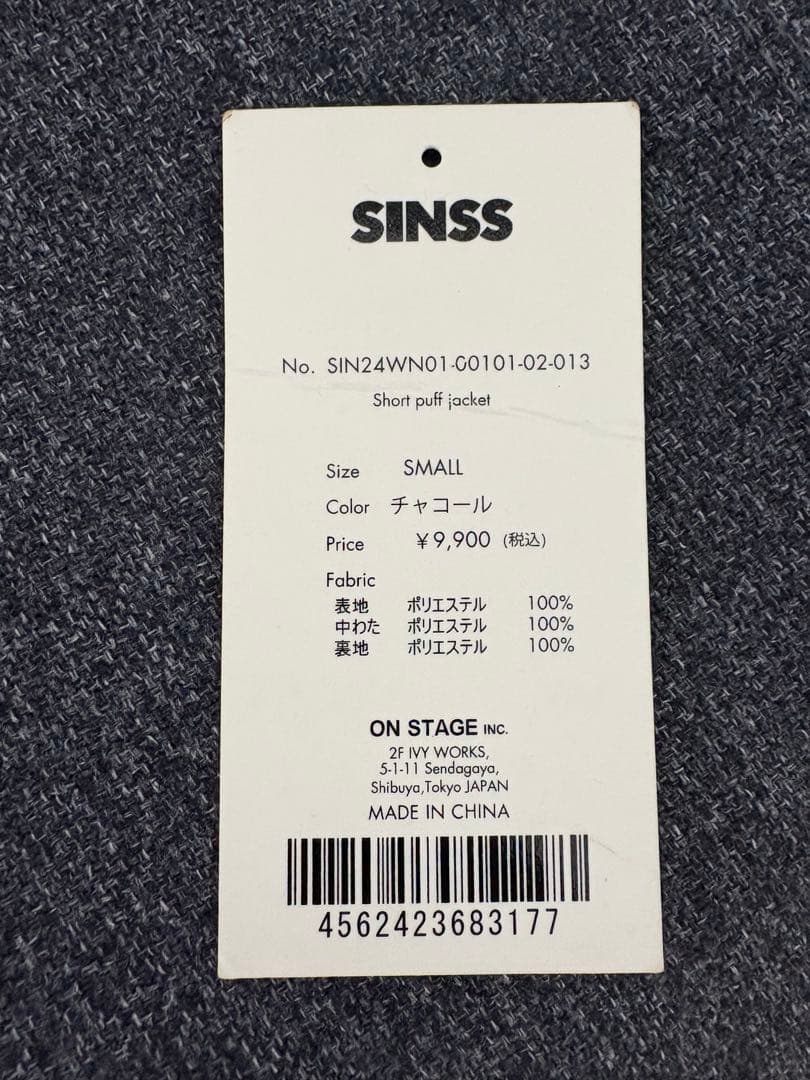 SINSS
No. SIN24WN01-00101-02-013
Short puff jacket
Size SMALL
Color チャコール
Price ¥9,900 (税込)
Fabric
表地 ポリエステル 100%
中わた ポリエステル 100%
裏地 ポリエステル 100%
ON STAGE INC.
2F IVY WORKS,
5-1-11 Sendagaya,
Shibuya,Tokyo JAPAN
MADE IN CHINA
4562423683177